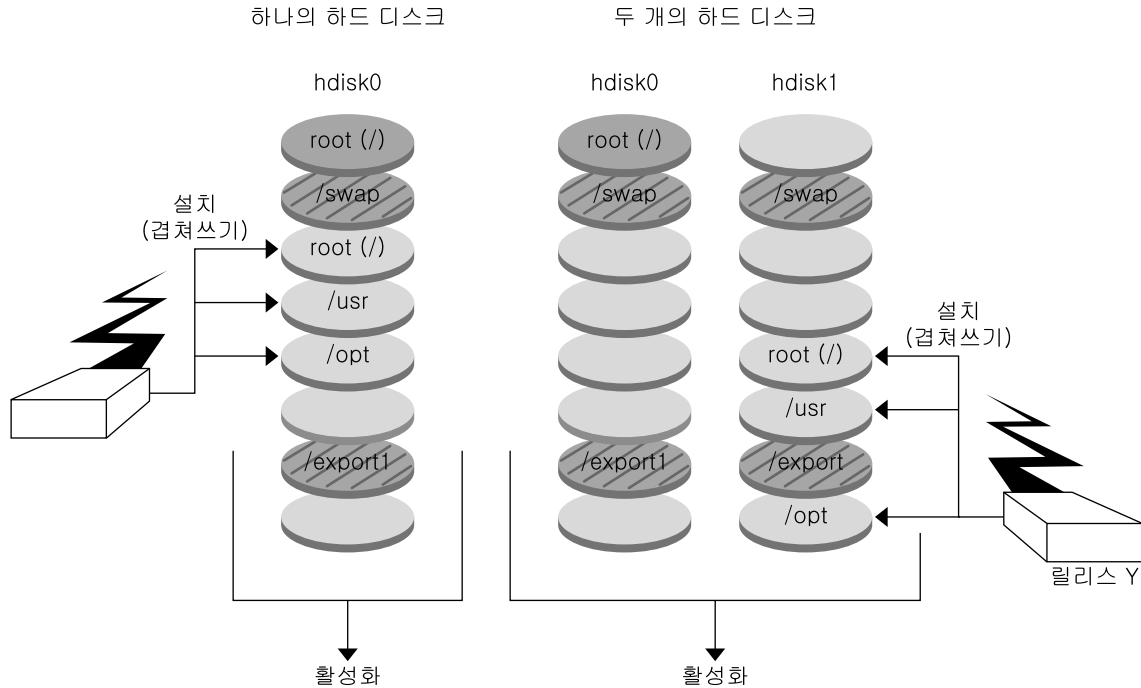 하나의 하드 디스크
두 개의 하드 디스크
hdisk0
root (/)
/swap
root (/)
/usr
/opt
/export1
설치
(겹쳐쓰기)
활성화
hdisk0
root (/)
/swap
/export1
hdisk1
/swap
root (/)
/usr
/export
/opt
설치
(겹쳐쓰기)
릴리스 Y
활성화